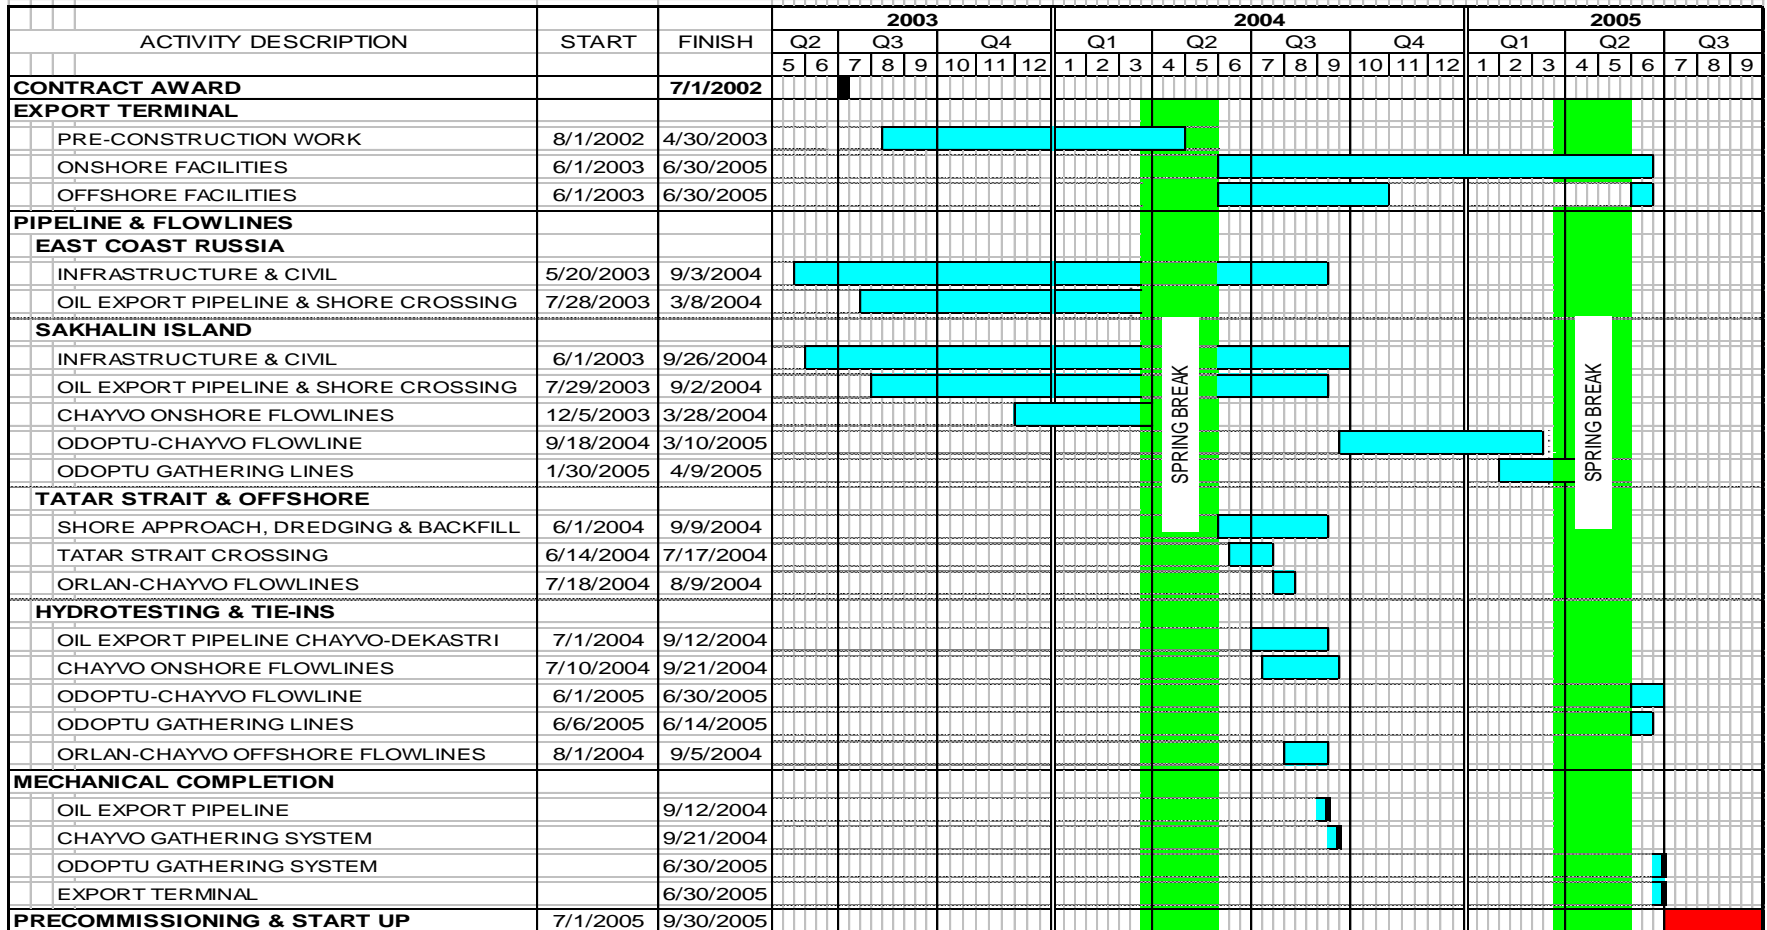 2003 2004 2005
ACTIVITY DESCRIPTION START FINISH Q2 Q3 Q4 Q1 Q2 Q3 Q4 Q1 Q2 Q3
5 6 7 8 9 10 11 12 1 2 3 4 5 6 7 8 9 10 11 12 1 2 3 4 5 6 7 8 9
CONTRACT AWARD 7/1/2002
EXPORT TERMINAL
PRE-CONSTRUCTION WORK 8/1/2002 4/30/2003
ONSHORE FACILITIES 6/1/2003 6/30/2005
OFFSHORE FACILITIES 6/1/2003 6/30/2005
PIPELINE & FLOWLINES
EAST COAST RUSSIA
INFRASTRUCTURE & CIVIL 5/20/2003 9/3/2004
OIL EXPORT PIPELINE & SHORE CROSSING 7/28/2003 3/8/2004
SAKHALIN ISLAND
INFRASTRUCTURE & CIVIL 6/1/2003 9/26/2004
OIL EXPORT PIPELINE & SHORE CROSSING 7/29/2003 9/2/2004
CHAYVO ONSHORE FLOWLINES 12/5/2003 3/28/2004
ODOPTU-CHAYVO FLOWLINE 9/18/2004 3/10/2005
ODOPTU GATHERING LINES 1/30/2005 4/9/2005
SPRING BREAK
SPRING BREAK
TATAR STRAIT & OFFSHORE
SHORE APPROACH, DREDGING & BACKFILL 6/1/2004 9/9/2004
TATAR STRAIT CROSSING 6/14/2004 7/17/2004
ORLAN-CHAYVO FLOWLINES 7/18/2004 8/9/2004
HYDROTESTING & TIE-INS
OIL EXPORT PIPELINE CHAYVO-DEKASTRI 7/1/2004 9/12/2004
CHAYVO ONSHORE FLOWLINES 7/10/2004 9/21/2004
ODOPTU-CHAYVO FLOWLINE 6/1/2005 6/30/2005
ODOPTU GATHERING LINES 6/6/2005 6/14/2005
ORLAN-CHAYVO OFFSHORE FLOWLINES 8/1/2004 9/5/2004
MECHANICAL COMPLETION
OIL EXPORT PIPELINE 9/12/2004
CHAYVO GATHERING SYSTEM 9/21/2004
ODOPTU GATHERING SYSTEM 6/30/2005
EXPORT TERMINAL 6/30/2005
PRECOMMISSIONING & START UP 7/1/2005 9/30/2005